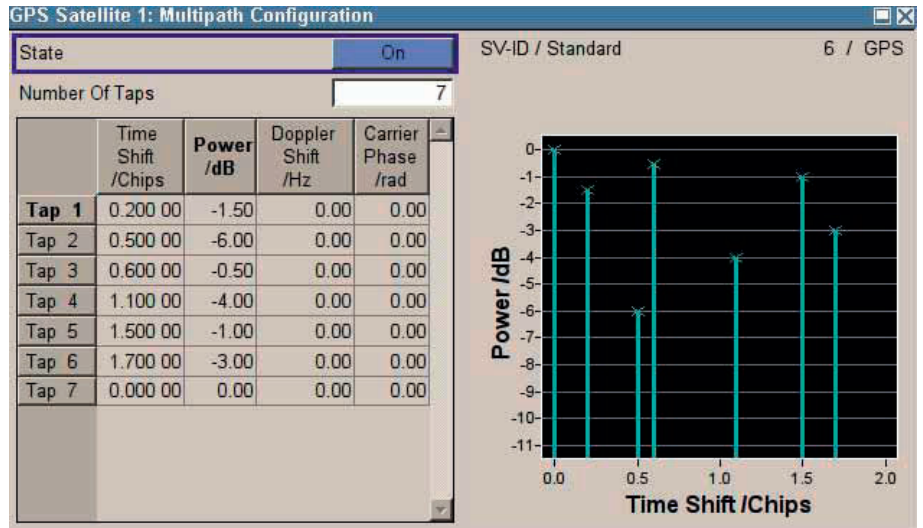 GPS Satellite 1: Multipath Configuration
State On
Number Of Taps 7
Time Shift /Chips Power /dB Doppler Shift /Hz Carrier Phase /rad
Tap 1 0.200 00 -1.50 0.00 0.00
Tap 2 0.500 00 -6.00 0.00 0.00
Tap 3 0.600 00 -0.50 0.00 0.00
Tap 4 1.100 00 -4.00 0.00 0.00
Tap 5 1.500 00 -1.00 0.00 0.00
Tap 6 1.700 00 -3.00 0.00 0.00
Tap 7 0.000 00 0.00 0.00 0.00
SV-ID / Standard 6 / GPS
Power /dB
0
-1
-2
-3
-4
-5
-6
-7
-8
-9
-10
-11
0.0 0.5 1.0 1.5 2.0
Time Shift /Chips